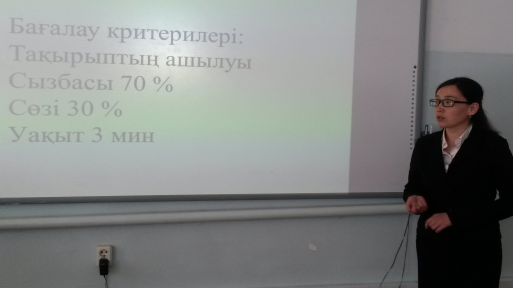 Бағалау критерилері:
Тақырыптың ашылуы
Сызбасы 70 %
Сөзі 30 %
Уақыт 3 мин